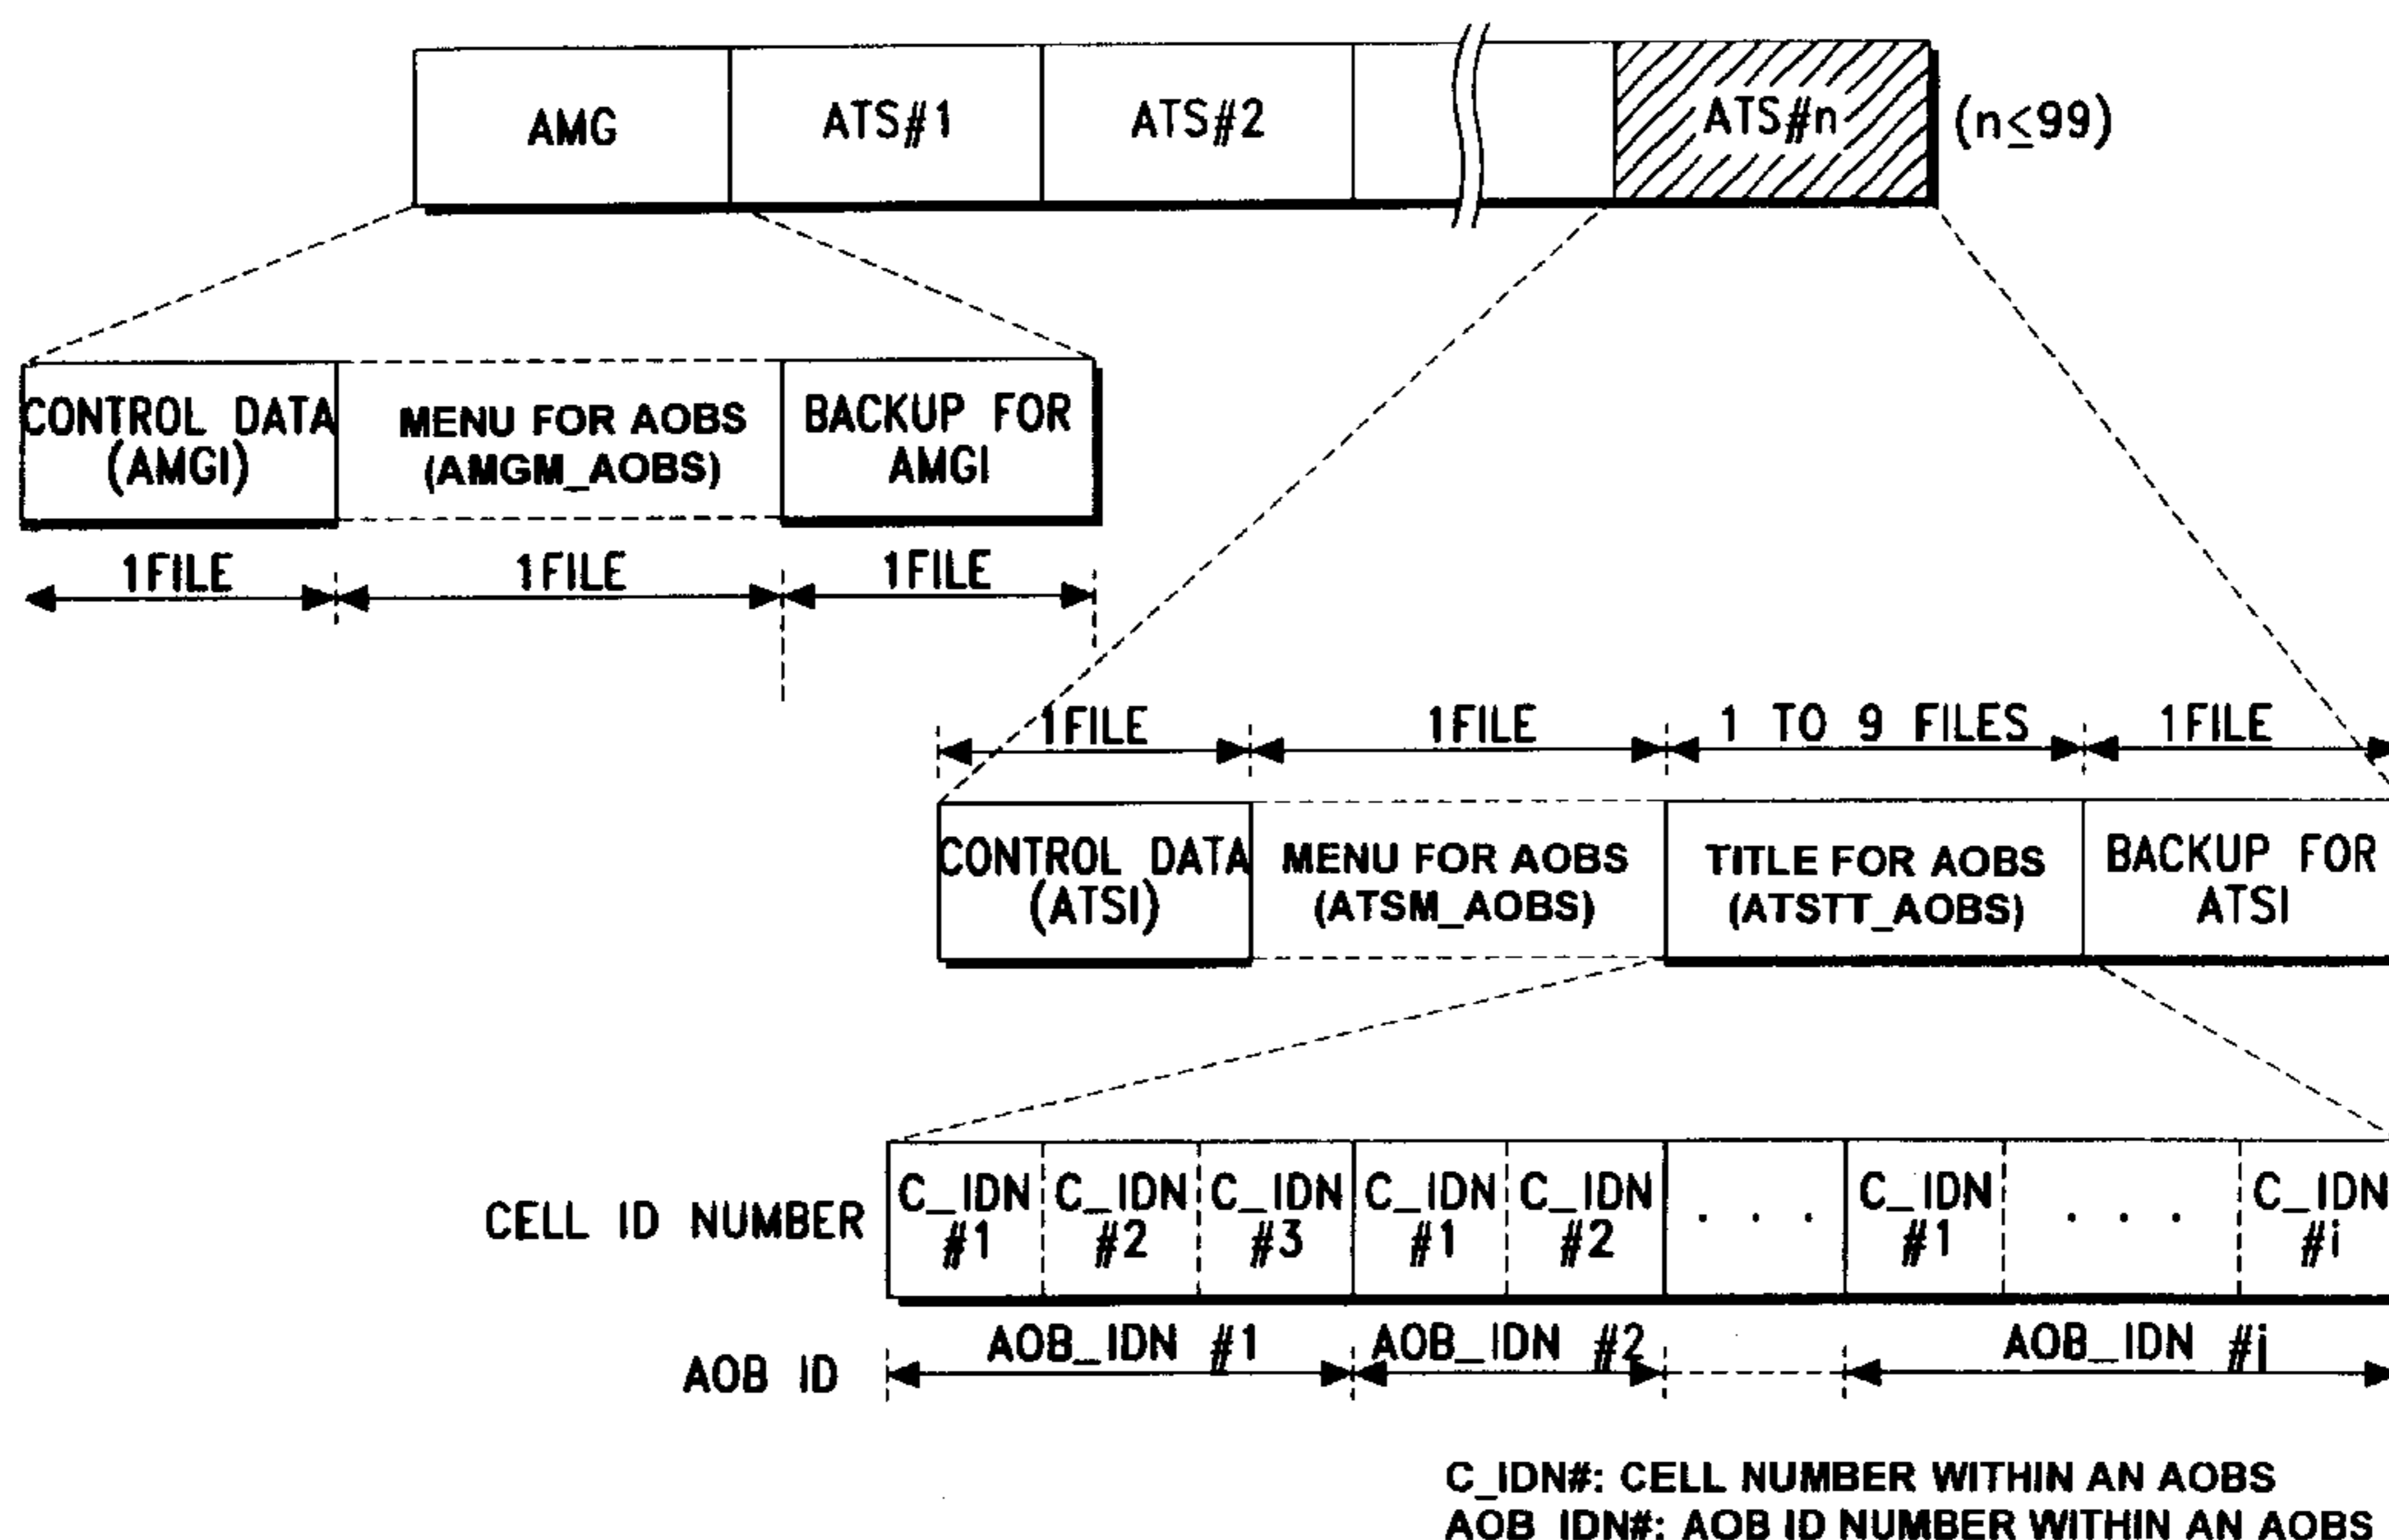 AMG
ATS#1
ATS#2
ATS#n
(n≤99)
CONTROL DATA
(AMGI)
MENU FOR AOBS
(AMGM_AOBS)
BACKUP FOR
AMGI
1FILE
1FILE
1FILE
1FILE
1FILE
1 TO 9 FILES
1FILE
CONTROL DATA
(ATSI)
MENU FOR AOBS
(ATSM_AOBS)
TITLE FOR AOBS
(ATSTT_AOBS)
BACKUP FOR
ATSI
CELL ID NUMBER
C_IDN
#1
C_IDN
#2
C_IDN
#3
C_IDN
#1
C_IDN
#2
. . .
C_IDN
#1
. . .
C_IDN
#i
AOB ID
AOB_IDN #1
AOB_IDN #2
AOB_IDN #i
C_IDN#: CELL NUMBER WITHIN AN AOBS
AOB_IDN#: AOB ID NUMBER WITHIN AN AOBS